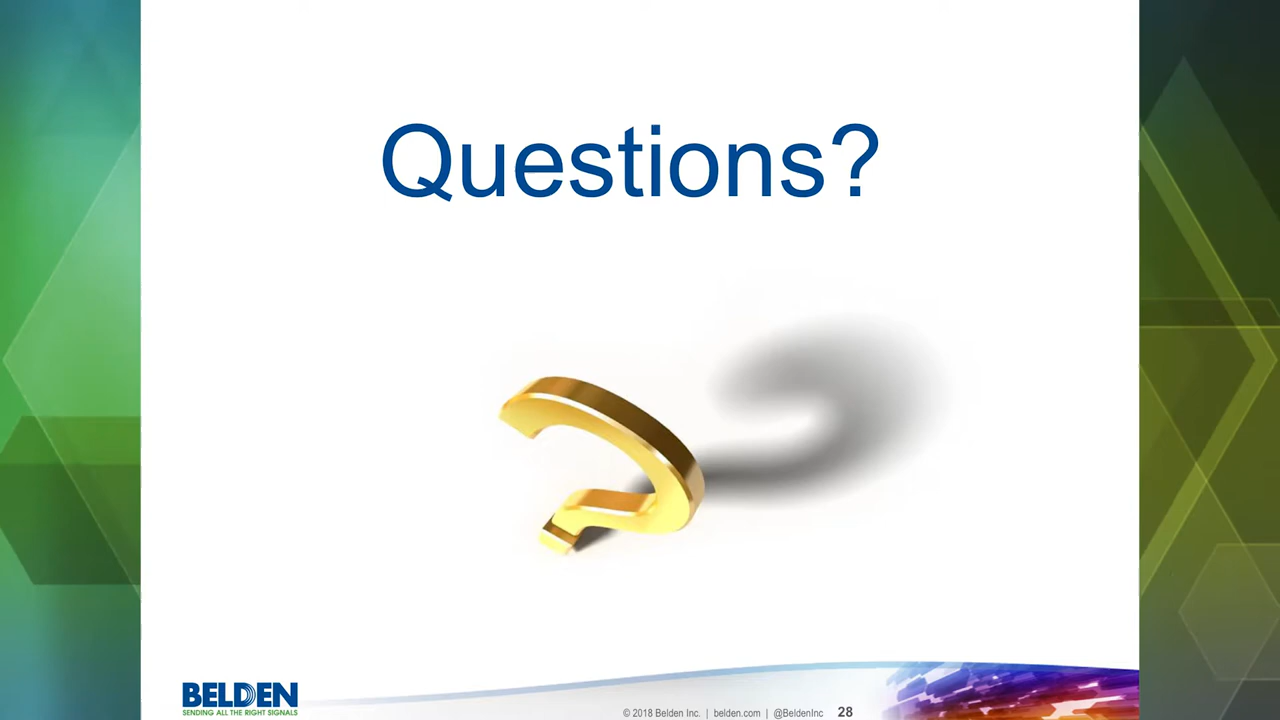 Questions?
BELDEN
SENDING ALL THE RIGHT SIGNALS
© 2018 Belden Inc. | belden.com | @BeldenInc 28